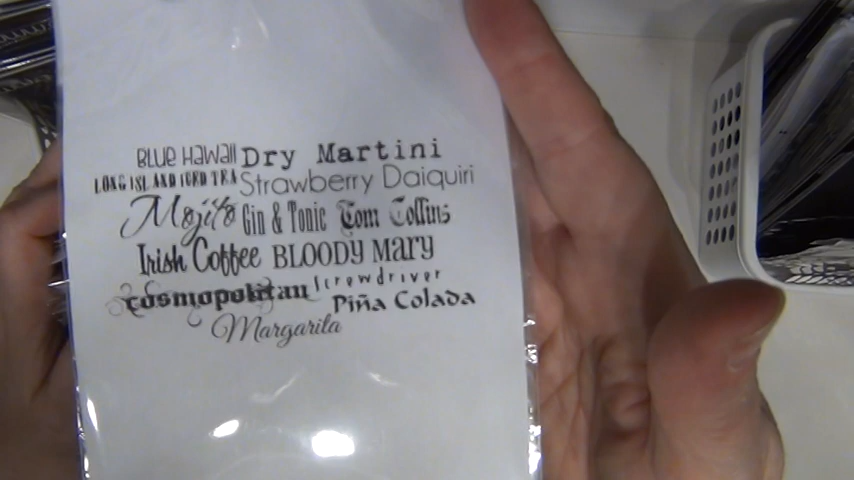 BLUE HAWAII Dry Martini
LONG ISLAND ICED TEA Strawberry Daiquiri
Mojito Gin & Tonic Tom Collins
Irish Coffee BLOODY MARY
cosmopolitan screwdriver
Piña Colada
Margarita